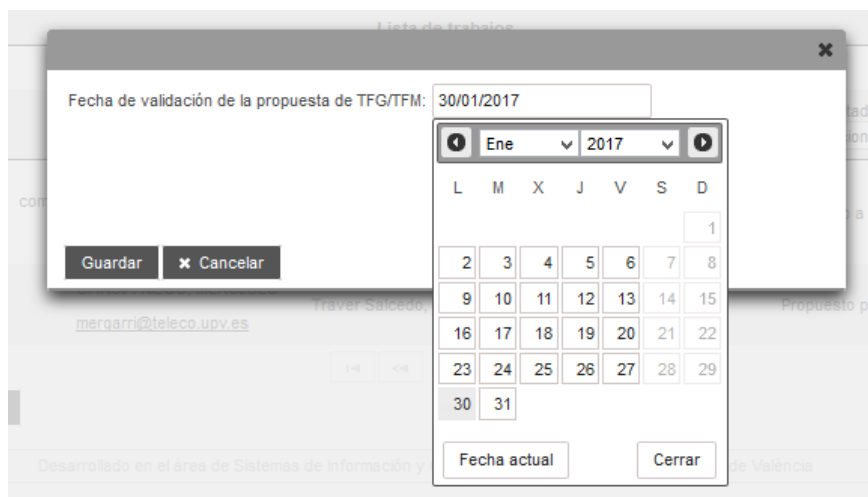 Lista de trabajos
Fecha de validación de la propuesta de TFG/TFM: 30/01/2017
Ene 2017
L M X J V S D
1
2 3 4 5 6 7 8
9 10 11 12 13 14 15
16 17 18 19 20 21 22
23 24 25 26 27 28 29
30 31
Fecha actual Cerrar
Guardar Cancelar
Traver Salcedo, Propuesto p
mergarri@teleco.upv.es
Desarrollado en el área de Sistemas de Información y de València